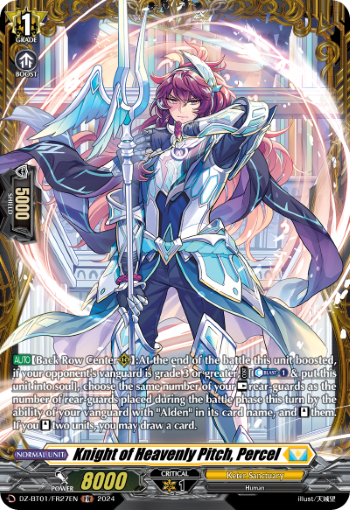 1
GRADE
BOOST
5000
SHIELD
AUTO [Back Row Center]: At the end of the battle this unit boosted,
if your opponent's vanguard is grade 3 or greater, COST [BLAST 1 & put this
unit into soul], choose the same number of your rear-guards as the
number of rear-guards placed during the battle phase this turn by the
ability of your vanguard with "Alden" in its card name, and them.
If you two units, you may draw a card.
NORMAL UNIT
Knight of Heavenly Pitch, Percel
POWER 8000
CRITICAL
1
Keter Sanctuary
Human
DZ-BT01/FR27EN FR 2024
illust/天城望